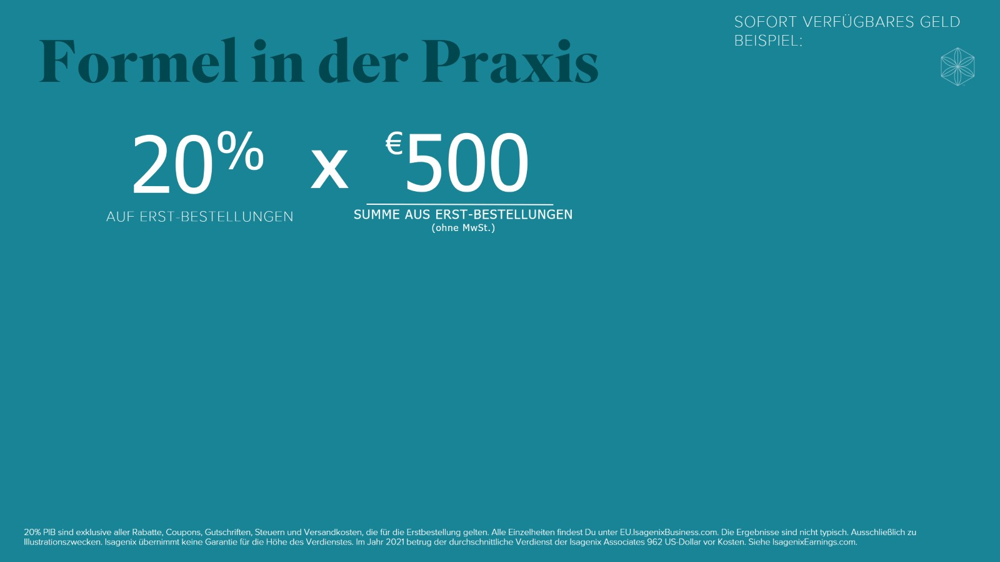 SOFORT VERFÜGBARES GELD
BEISPIEL:
Formel in der Praxis
20% x €500
AUF ERST-BESTELLUNGEN
SUMME AUS ERST-BESTELLUNGEN
(ohne MwSt.)
20% PIB sind exklusive aller Rabatte, Coupons, Gutschriften, Steuern und Versandkosten, die für die Erstbestellung gelten. Alle Einzelheiten findest Du unter EU.IsagenixBusiness.com. Die Ergebnisse sind nicht typisch. Ausschließlich zu
Illustrationszwecken. Isagenix übernimmt keine Garantie für die Höhe des Verdienstes. Im Jahr 2021 betrug der durchschnittliche Verdienst der Isagenix Associates 962 US-Dollar vor Kosten. Siehe IsagenixEarnings.com.